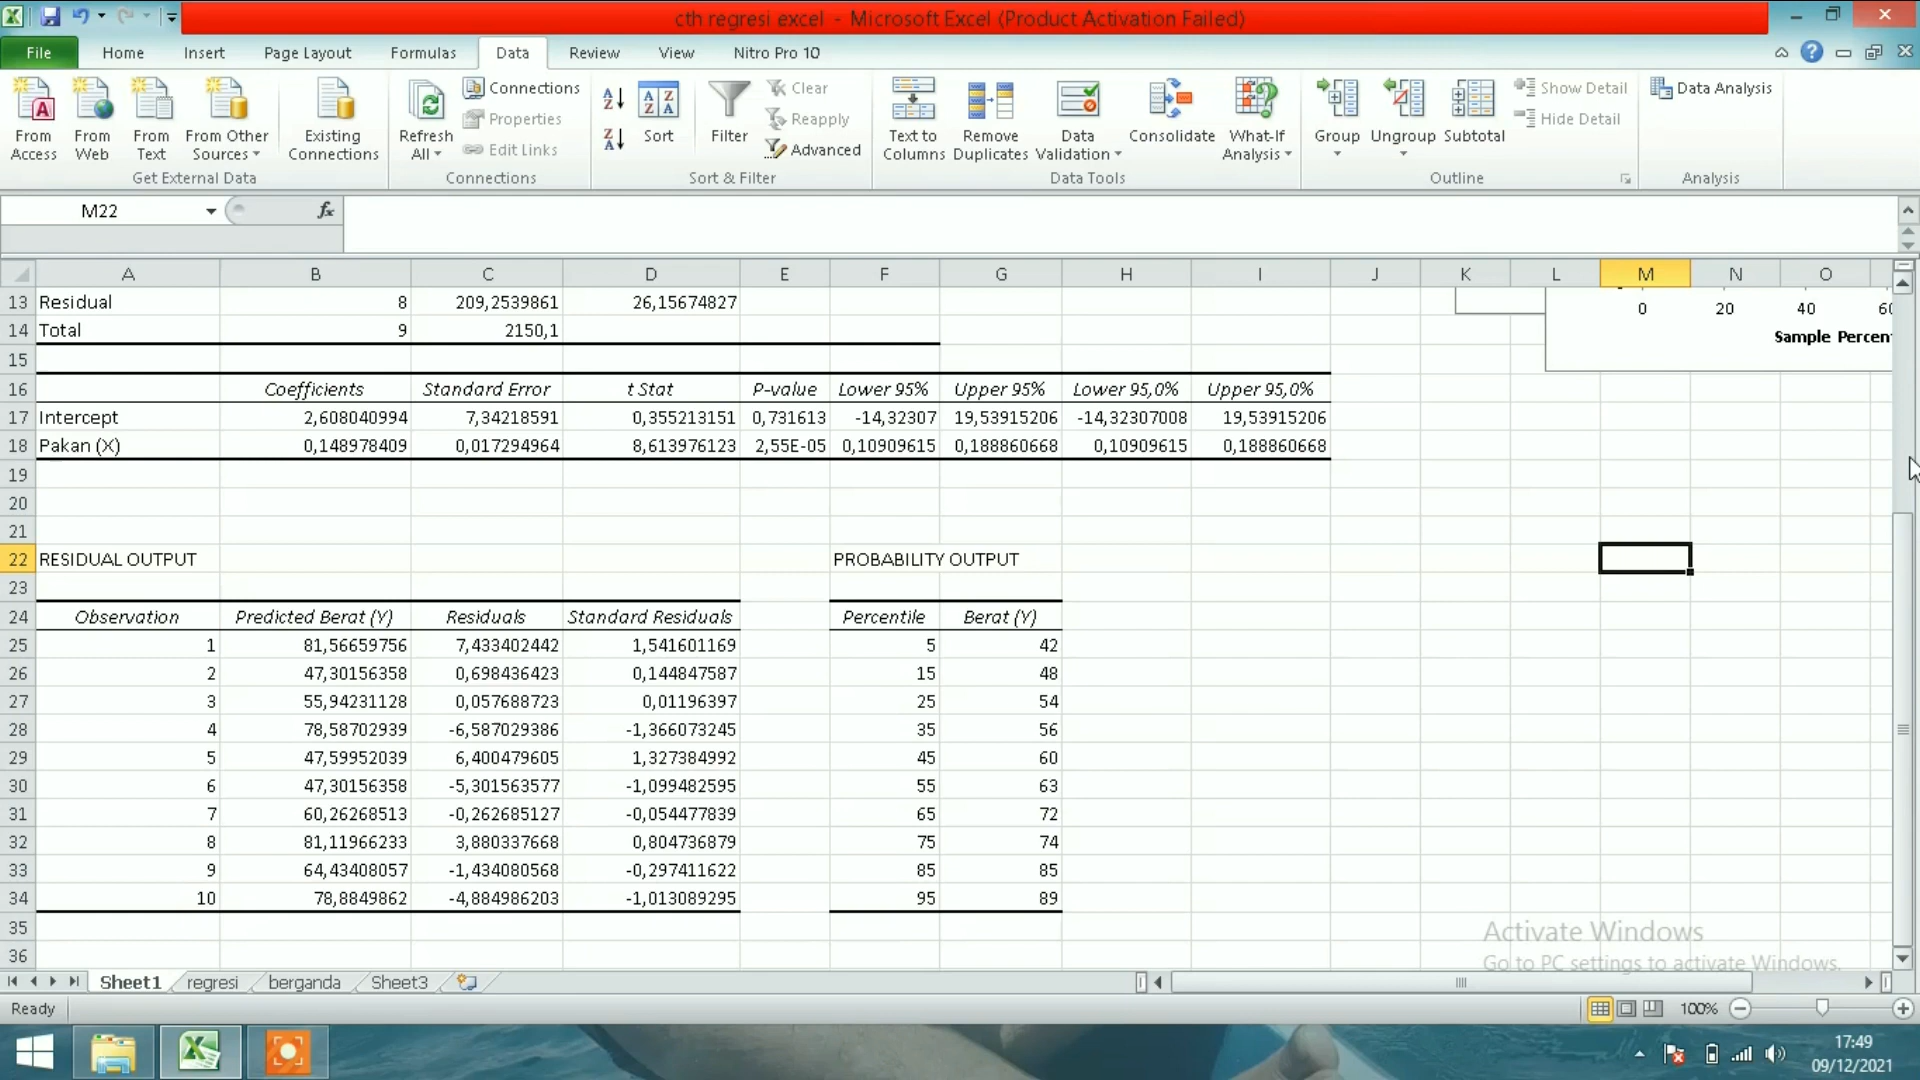 cth regresi excel - Microsoft Excel (Product Activation Failed)
File Home Insert Page Layout Formulas Data Review View Nitro Pro 10
From Access
From Web
From Text
From Other Sources
Existing Connections
Get External Data
Refresh All
Connections
Properties
Edit Links
Connections
Sort
Filter
Clear
Reapply
Advanced
Sort & Filter
Text to Columns
Remove Duplicates
Data Validation
Consolidate
What-If Analysis
Data Tools
Group
Ungroup
Subtotal
Show Detail
Hide Detail
Outline
Data Analysis
Analysis
M22 fx
A B C D E F G H I J K L M N O
13 Residual 8 209,2539861 26,15674827
14 Total 9 2150,1
15
16 Coefficients Standard Error t Stat P-value Lower 95% Upper 95% Lower 95,0% Upper 95,0%
17 Intercept 2,608040994 7,34218591 0,355213151 0,731613 -14,32307 19,53915206 -14,32307008 19,53915206
18 Pakan (X) 0,148978409 0,017294964 8,613976123 2,55E-05 0,10909615 0,188860668 0,10909615 0,188860668
19
20
21
22 RESIDUAL OUTPUT PROBABILITY OUTPUT
23
24 Observation Predicted Berat (Y) Residuals Standard Residuals Percentile Berat (Y)
25 1 81,56659756 7,433402442 1,541601169 5 42
26 2 47,30156358 0,698436423 0,144847587 15 48
27 3 55,94231128 0,057688723 0,01196397 25 54
28 4 78,58702939 -6,587029386 -1,366073245 35 56
29 5 47,59952039 6,400479605 1,327384992 45 60
30 6 47,30156358 -5,301563577 -1,099482595 55 63
31 7 60,26268513 -0,262685127 -0,054477839 65 72
32 8 81,11966233 3,880337668 0,804736879 75 74
33 9 64,43408057 -1,434080568 -0,297411622 85 85
34 10 78,8849862 -4,884986203 -1,013089295 95 89
35
36
0 20 40
Sample Percen
Activate Windows
Go to PC settings to activate Windows.
Sheet1 regresi berganda Sheet3
Ready 100%
17:49
09/12/2021